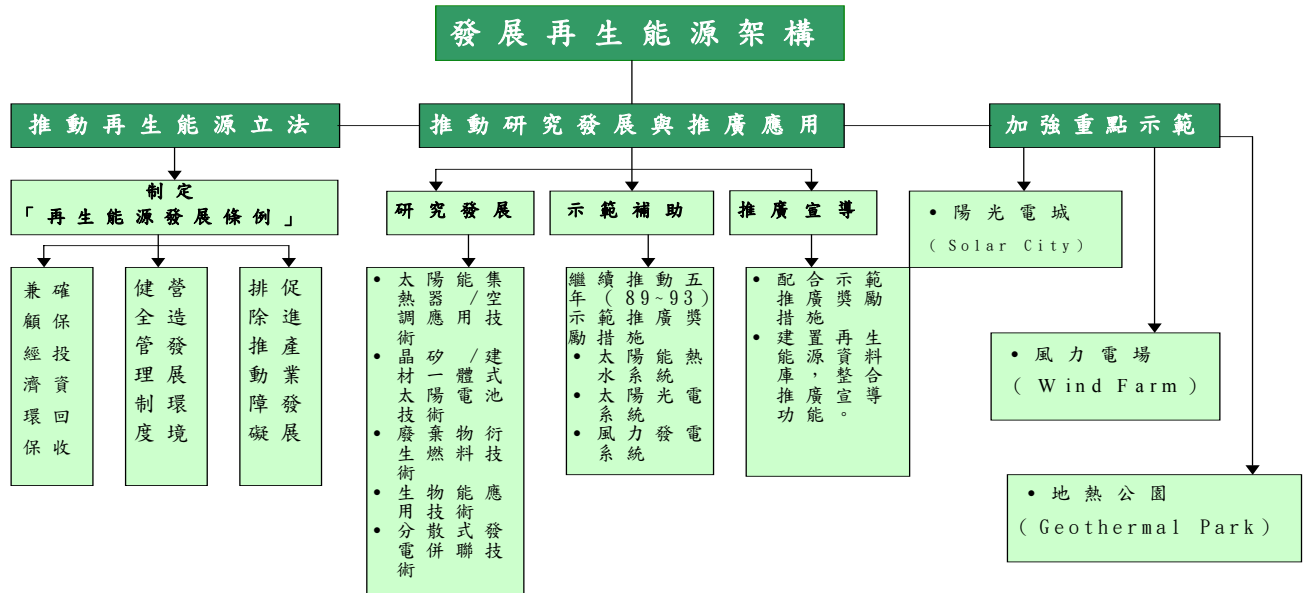 發展再生能源架構
推動再生能源立法
推動研究發展與推廣應用
加強重點示範
制定
「再生能源發展條例」
確保投資回收
兼顧經濟環保
營造發展環境
健全管理制度
促進產業發展
排除推動障礙
研究發展
• 太陽能集
熱器/空
調應用技
術
• 晶矽/建
材一體式
太陽電池
技術
• 廢棄物衍
生燃料技
術
• 生物能應
用技術
• 分散式發
電併聯技
術
示範補助
繼續推動五
年(89~93)
示範推廣獎
勵措施
• 太陽能熱
水系統
• 太陽光電
系統
• 風力發電
系統
推廣宣導
• 配合示範
推廣獎勵
措施
• 建置再生
能源資料
庫，整合
推廣宣導
功能。
• 陽光電城
(Solar City)
• 風力電場
(Wind Farm)
• 地熱公園
(Geothermal Park)